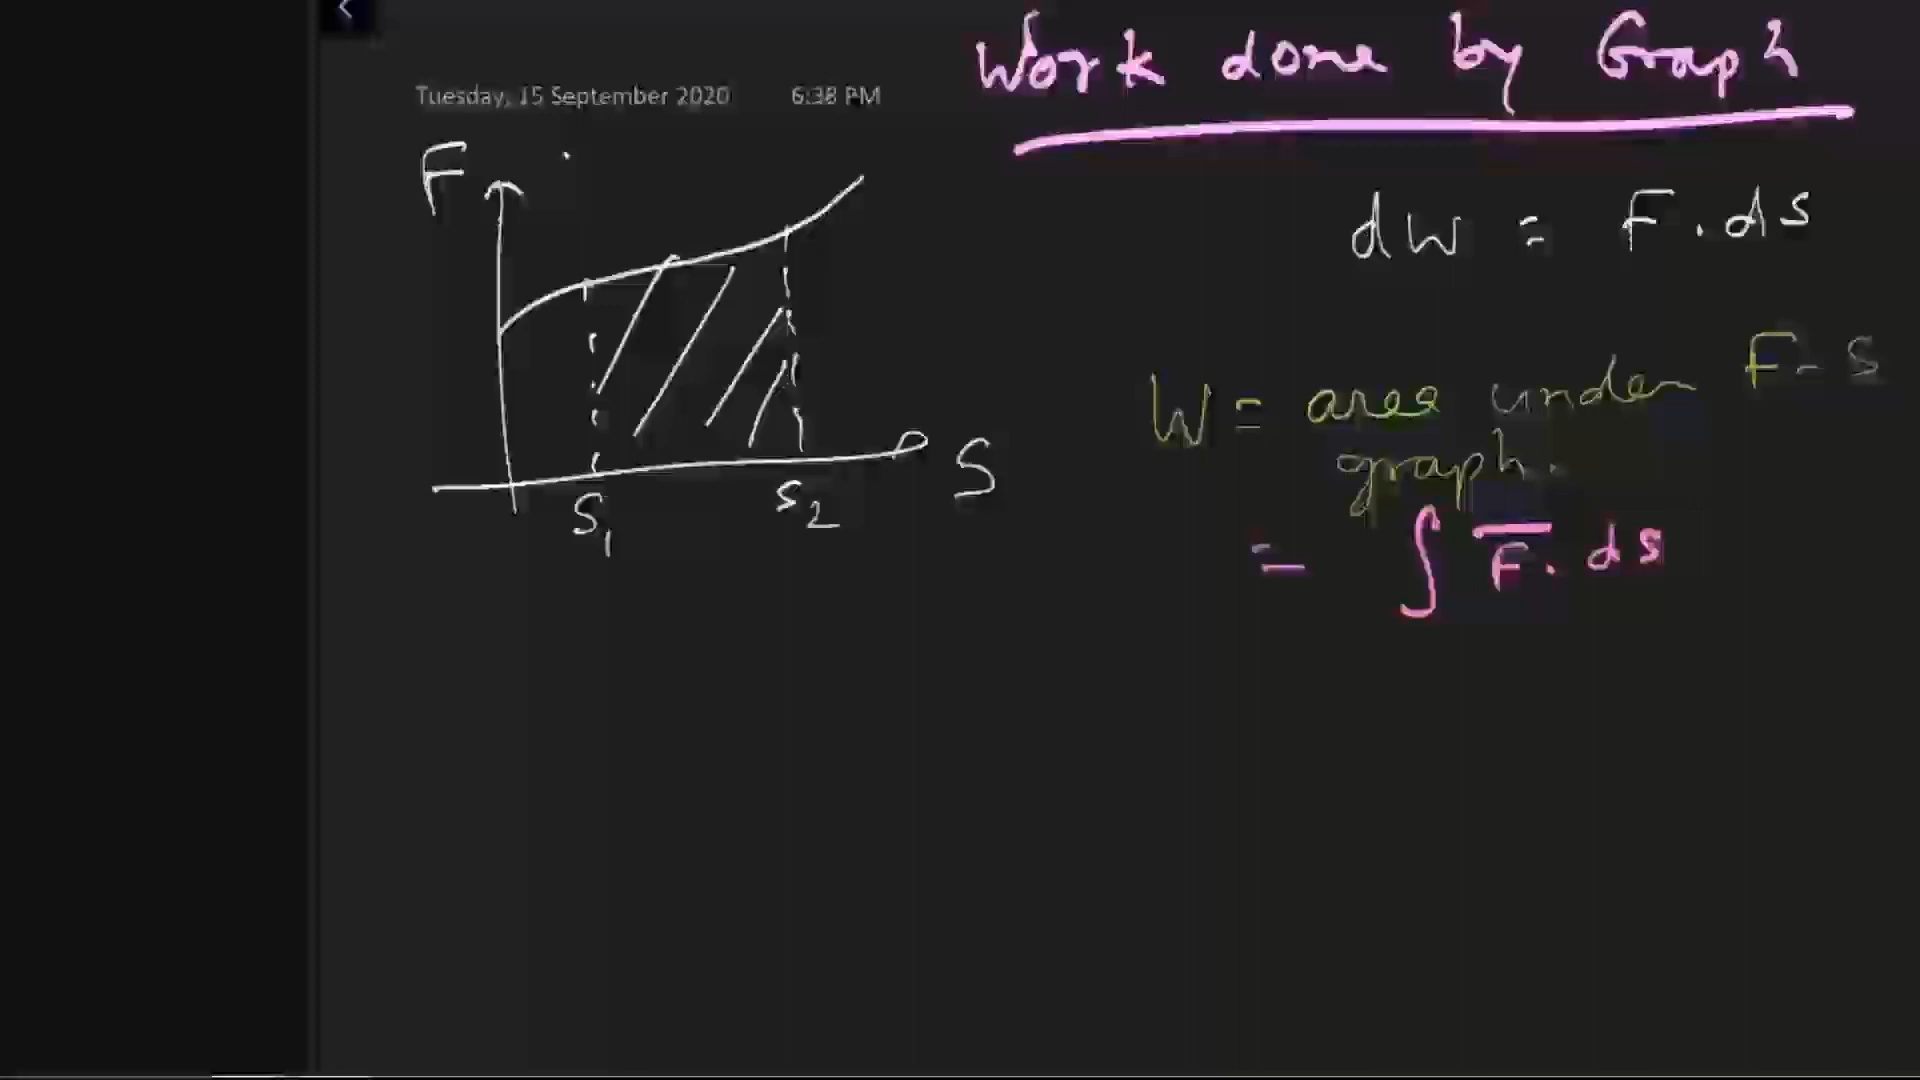 Work done by Graph
Tuesday, 15 September 2020 6:38 PM
F
S
S1
S2
dW = F.ds
W = area under F-S
graph.
= ∫ F̅. ds